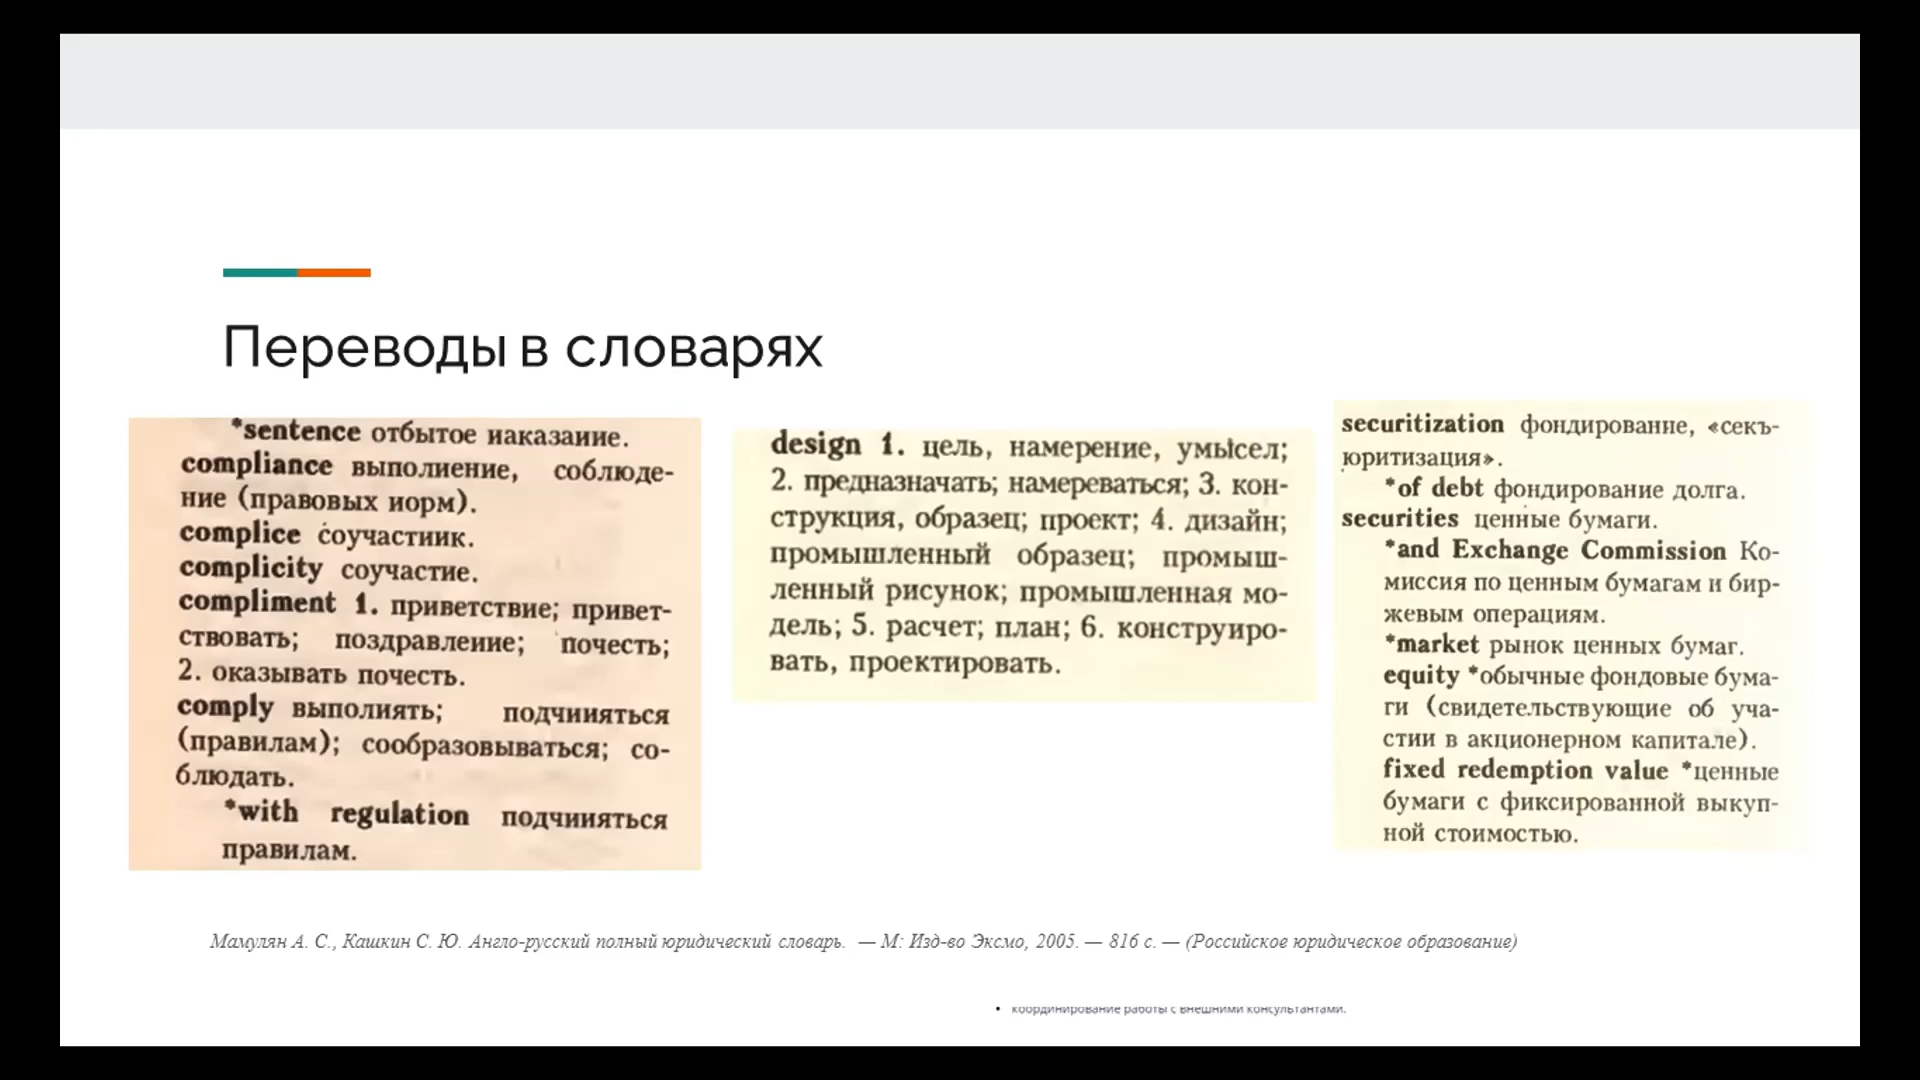 Переводы в словарях
*sentence отбытое наказание.
compliance выполнение, соблюде-
ние (правовых норм).
complice соучастник.
complicity соучастие.
compliment 1. приветствие; привет-
ствовать; поздравление; почесть;
2. оказывать почесть.
comply выполнять; подчиняться
(правилам); сообразовываться; со-
блюдать.
*with regulation подчиняться
правилам.
design 1. цель, намерение, умысел;
2. предназначать; намереваться; 3. кон-
струкция, образец; проект; 4. дизайн;
промышленный образец; промыш-
ленный рисунок; промышленная мо-
дель; 5. расчет; план; 6. конструиро-
вать, проектировать.
securitization фондирование, «секъ-
юритизация».
*of debt фондирование долга.
securities ценные бумаги.
*and Exchange Commission Ко-
миссия по ценным бумагам и бир-
жевым операциям.
*market рынок ценных бумаг.
equity *обычные фондовые бума-
ги (свидетельствующие об уча-
стии в акционерном капитале).
fixed redemption value *ценные
бумаги с фиксированной выкуп-
ной стоимостью.
Мамулян А. С., Кашкин С. Ю. Англо-русский полный юридический словарь. — М: Изд-во Эксмо, 2005. — 816 с. — (Российское юридическое образование)
• координирование работы с внешними консультантами.